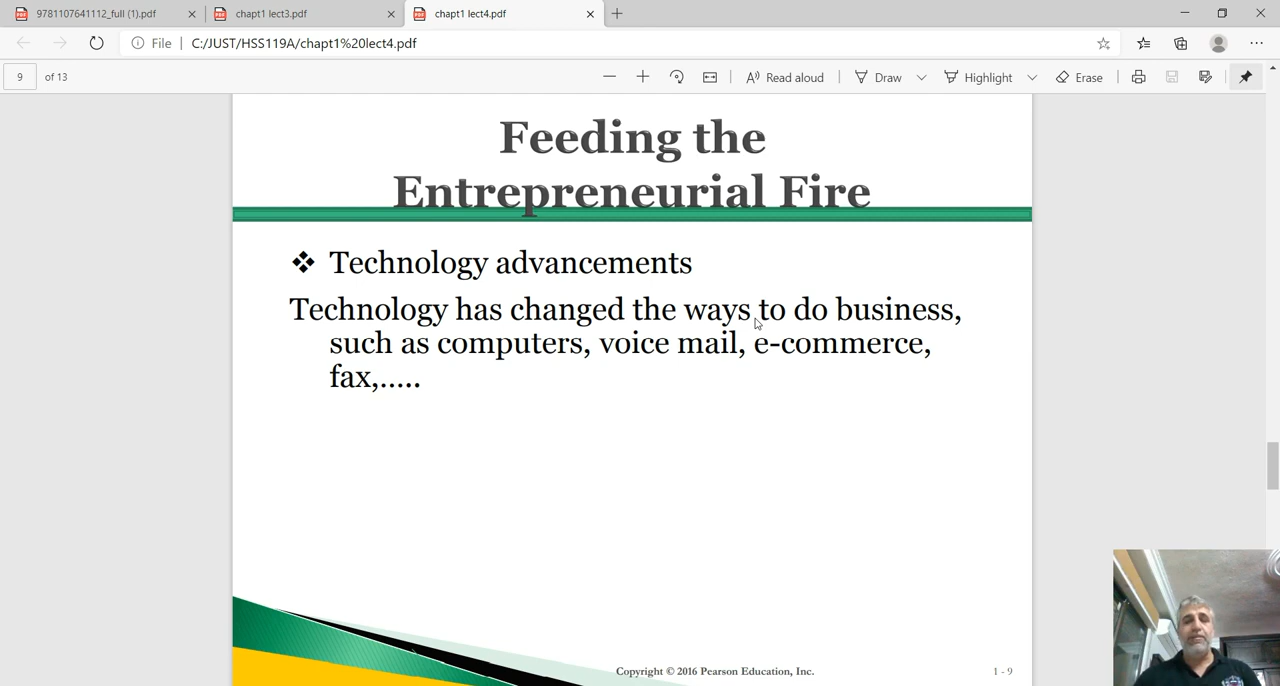 9781107641112_full (1).pdf
chapt1 lect3.pdf
chapt1 lect4.pdf
File
C:/JUST/HSS119A/chapt1%20lect4.pdf
9
of 13
Read aloud
Draw
Highlight
Erase
Feeding the
Entrepreneurial Fire
Technology advancements
Technology has changed the ways to do business,
such as computers, voice mail, e-commerce,
fax,.....
Copyright © 2016 Pearson Education, Inc.
1 - 9